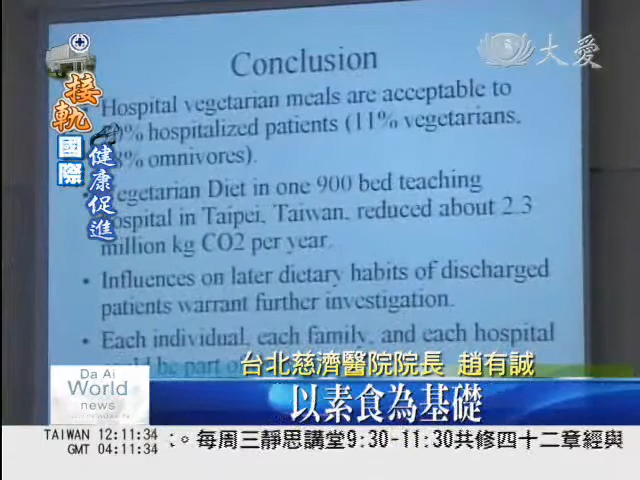 大愛
Conclusion
Hospital vegetarian meals are acceptable to
% hospitalized patients (11% vegetarians,
% omnivores).
Vegetarian Diet in one 900 bed teaching
hospital in Taipei, Taiwan, reduced about 2.3
million kg CO2 per year.
• Influences on later dietary habits of discharged
patients warrant further investigation.
• Each individual, each family, and each hospital
be part
接軌
國際
健康促進
台北慈濟醫院院長 趙有誠
以素食為基礎
Da Ai
World
news
TAIWAN 12:11:34
GMT 04:11:34
:。每周三靜思講堂9:30-11:30共修四十二章經與